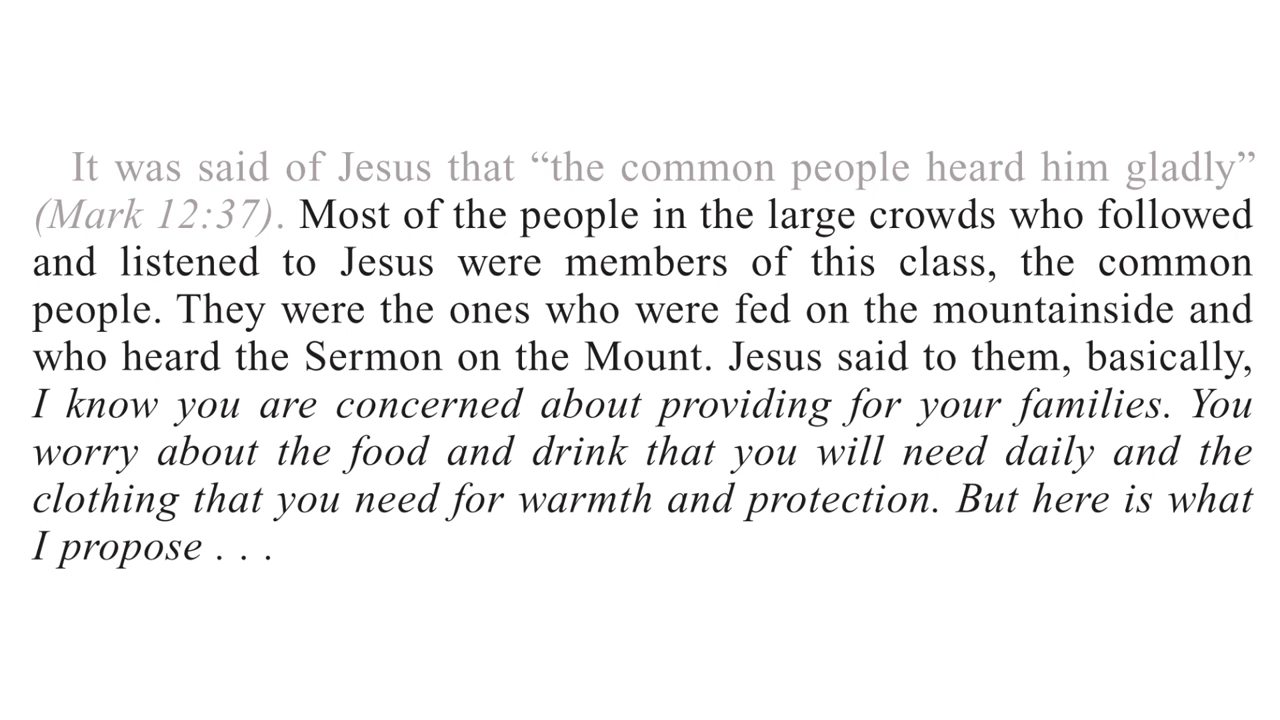 It was said of Jesus that “the common people heard him gladly”
(Mark 12:37). Most of the people in the large crowds who followed
and listened to Jesus were members of this class, the common
people. They were the ones who were fed on the mountainside and
who heard the Sermon on the Mount. Jesus said to them, basically,
I know you are concerned about providing for your families. You
worry about the food and drink that you will need daily and the
clothing that you need for warmth and protection. But here is what
I propose . . .